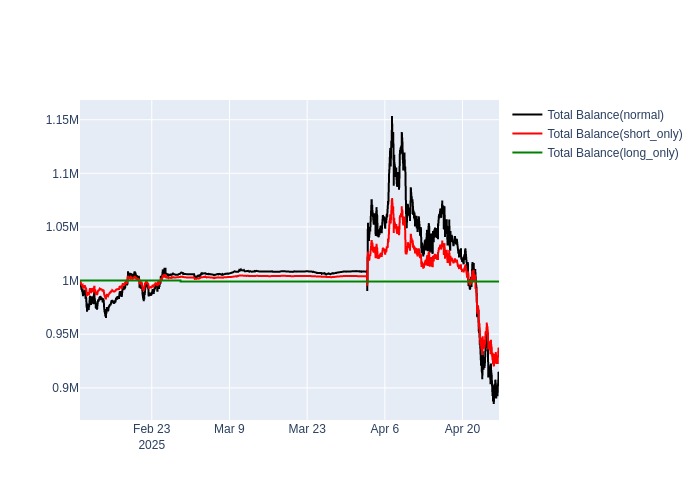 1.15M
1.1M
1.05M
1M
0.95M
0.9M
Feb 23
2025
Mar 9
Mar 23
Apr 6
Apr 20
Total Balance(normal)
Total Balance(short_only)
Total Balance(long_only)